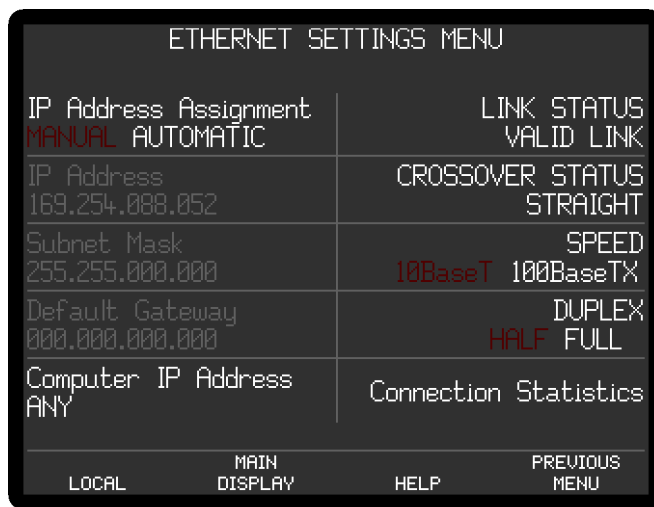 ETHERNET SETTINGS MENU
IP Address Assignment
MANUAL AUTOMATIC
IP Address
169.254.088.052
Subnet Mask
255.255.000.000
Default Gateway
000.000.000.000
Computer IP Address
ANY
LINK STATUS
VALID LINK
CROSSOVER STATUS
STRAIGHT
SPEED
10BaseT 100BaseTX
DUPLEX
HALF FULL
Connection Statistics
LOCAL
MAIN
DISPLAY
HELP
PREVIOUS
MENU